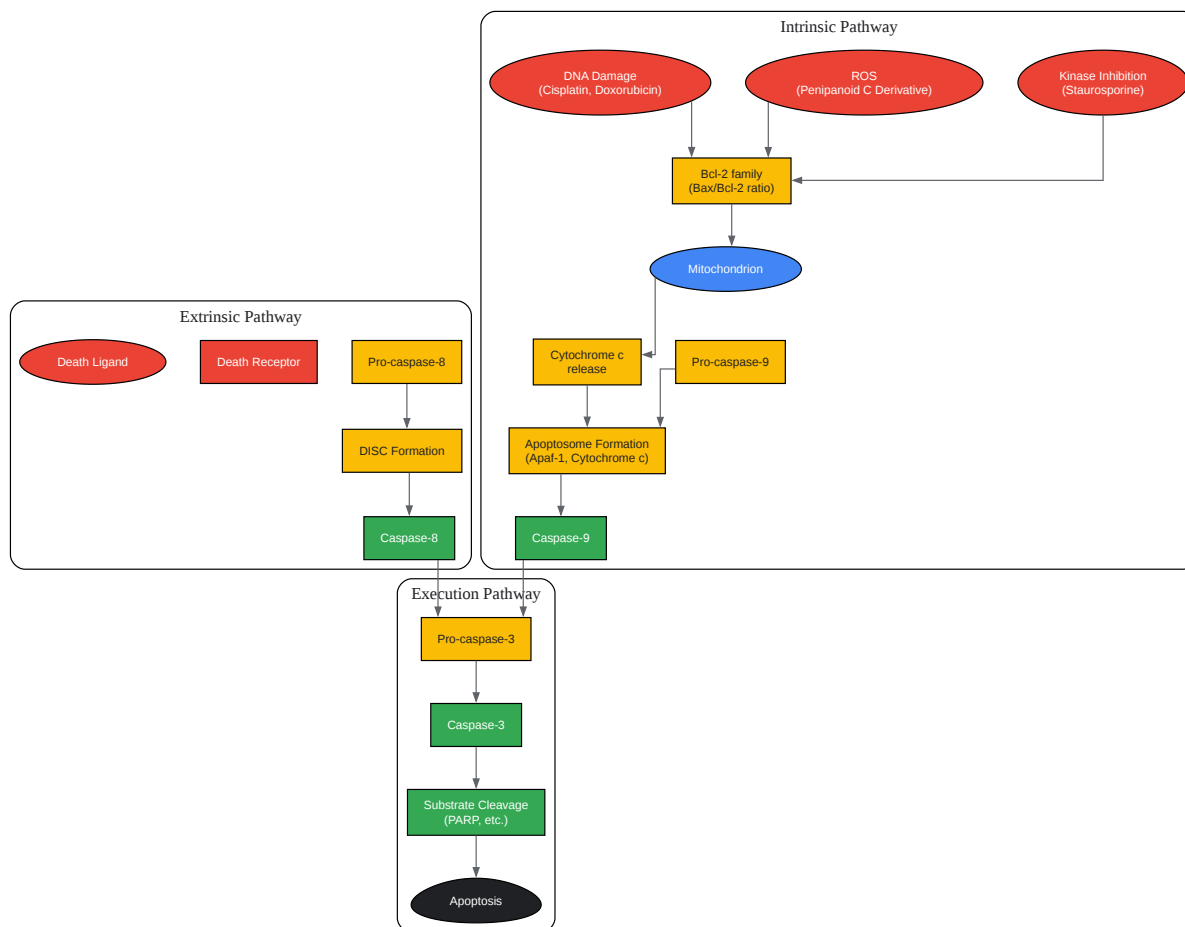 Intrinsic Pathway
DNA Damage
(Cisplatin, Doxorubicin)
ROS
(Penipanoid C Derivative)
Kinase Inhibition
(Staurosporine)
Bcl-2 family
(Bax/Bcl-2 ratio)
Mitochondrion
Extrinsic Pathway
Death Ligand
Death Receptor
Pro-caspase-8
Cytochrome c
release
Pro-caspase-9
DISC Formation
Apoptosome Formation
(Apaf-1, Cytochrome c)
Caspase-8
Caspase-9
Execution Pathway
Pro-caspase-3
Caspase-3
Substrate Cleavage
(PARP, etc.)
Apoptosis